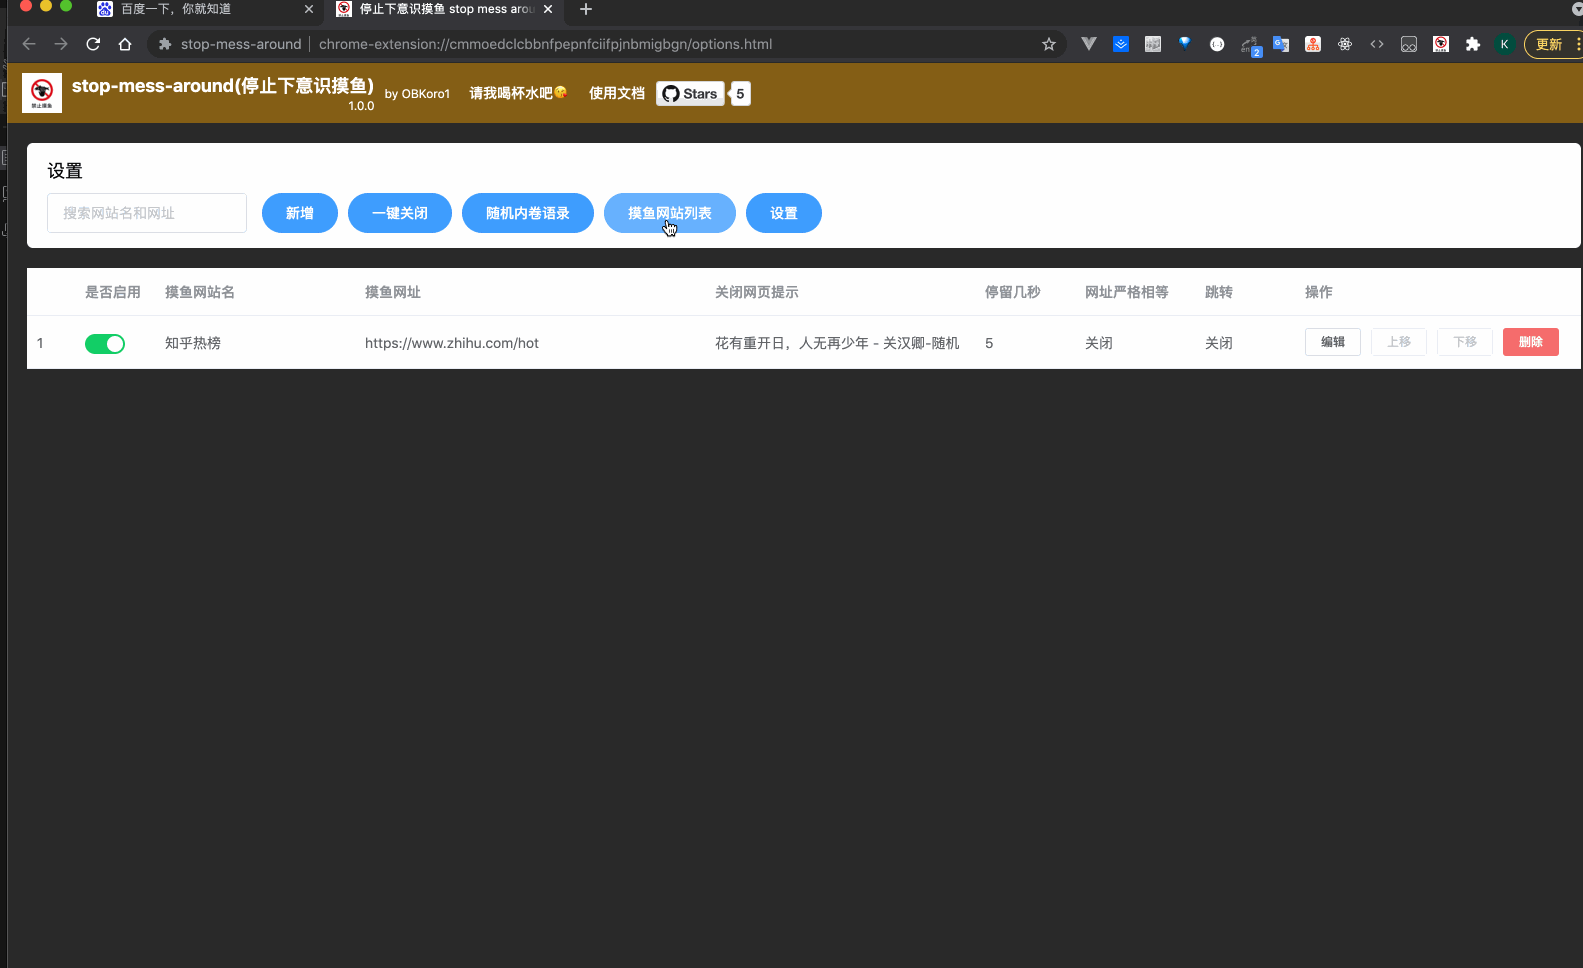 百度一下，你就知道
停止下意识摸鱼 stop mess arou
stop-mess-around
chrome-extension://cmmoedclcbbnfpepnfciifpjnbmigbgn/options.html
2
K
更新
stop-mess-around(停止下意识摸鱼)
1.0.0
by OBKoro1
请我喝杯水吧😘
使用文档
Stars
5
设置
搜索网站名和网址
新增
一键关闭
随机内卷语录
摸鱼网站列表
设置
是否启用
摸鱼网站名
摸鱼网址
关闭网页提示
停留几秒
网址严格相等
跳转
操作
1
知乎热榜
https://www.zhihu.com/hot
花有重开日，人无再少年 - 关汉卿-随机
5
关闭
关闭
编辑
上移
下移
删除